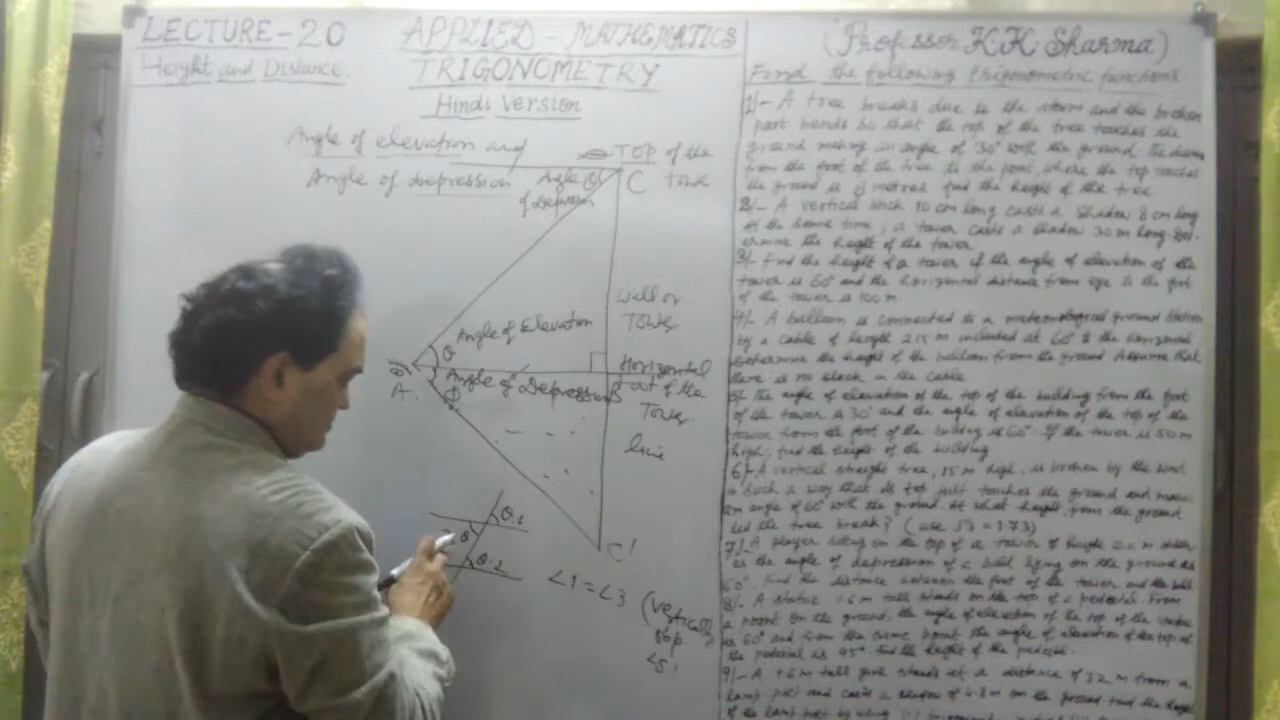 LECTURE-20
Height and Distance.
APPLIED - MATHEMATICS
TRIGONOMETRY
Hindi Version
(Professor KK Sharma)
Angle of elevation and
Angle of depression
TOP of the
C
Angle
of Depression
Wall or
Tower
Angle of Elevation
θ
A
Angle of Depression
Horizontal
of the
Tower
line
C'
∠1 = ∠3
Find the following trigonometric functions
1/- A tree breaks due to the storm and the broken
part bends so that the top of the tree touches the
ground making an angle of 30° with the ground. The
from the foot of the tree to the point where the top touches
the ground is metres find the height of the tree
2/- A vertical stick 10 cm long casts a shadow 8 cm long
At the same time, a tower casts a shadow 30 m long. Det-
ermine the height of the tower
3/- Find the height of a tower if the angle of elevation of the
tower is 60° and the horizontal distance from eye to the foot
of the tower is 100 m
4/- A balloon is connected to a meteorological ground station
by a cable of length 215 m inclined at 60° to the horizontal
Determine the height of the balloon from the ground Assume that
there is no slack in the cable
5/- The angle of elevation of the top of the building from the foot
of the tower is 30° and the angle of elevation of the top of the
tower from the foot of the building is 60°. If the tower is 50 m
high, find the height of the building
6/- A vertical straight tree, 15 m high, is broken by the wind
in such a way that its top just touches the ground and makes
an angle of 60° with the ground. At what height from the ground
did the tree break? (use √3 = 1.73)
7/- A player sitting on the top of a tower of height 20 m
the angle of depression of a ball lying on the ground as
60°. Find the distance between the foot of the tower and the ball
8/- A statue 1.6 m tall stands on the top of a pedestal. From
a point on the ground, the angle of elevation of the top of the statue
is 60° and from the same point the angle of elevation of the top of
the pedestal is 45°. Find the height of the pedestal.
9/- A 1.6 m tall girl stands at a distance of 3.2 m from a
lamp post and casts a shadow of 4.8 m on the ground find the height
of the lamp post by using